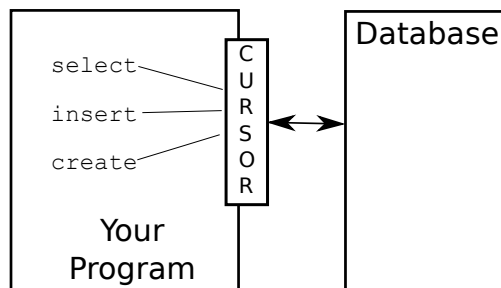 Database
select
insert
create
C
U
R
S
O
R
Your
Program